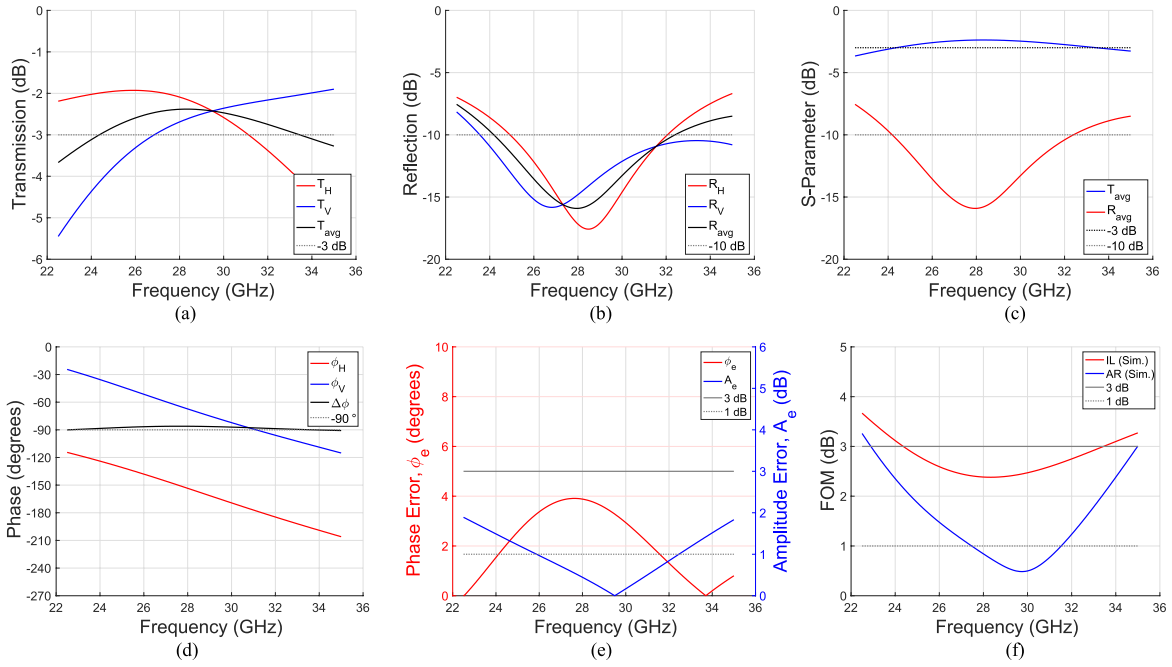 0
-1
-2
-3
-4
-5
-6
Transmission (dB)
22 24 26 28 30 32 34 36
Frequency (GHz)
T_H
T_V
T_avg
-3 dB
(a)
0
-5
-10
-15
-20
Reflection (dB)
22 24 26 28 30 32 34 36
Frequency (GHz)
R_H
R_V
R_avg
-10 dB
(b)
0
-5
-10
-15
-20
S-Parameter (dB)
22 24 26 28 30 32 34 36
Frequency (GHz)
T_avg
R_avg
-3 dB
-10 dB
(c)
0
-30
-60
-90
-120
-150
-180
-210
-240
-270
Phase (degrees)
22 24 26 28 30 32 34 36
Frequency (GHz)
ϕ_H
ϕ_V
Δϕ
-90°
(d)
10
8
6
4
2
0
Phase Error, ϕ_e (degrees)
22 24 26 28 30 32 34 36
Frequency (GHz)
ϕ_e
A_e
3 dB
1 dB
6
5
4
3
2
1
0
Amplitude Error, A_e (dB)
(e)
5
4
3
2
1
0
FOM (dB)
22 24 26 28 30 32 34 36
Frequency (GHz)
IL (Sim.)
AR (Sim.)
3 dB
1 dB
(f)